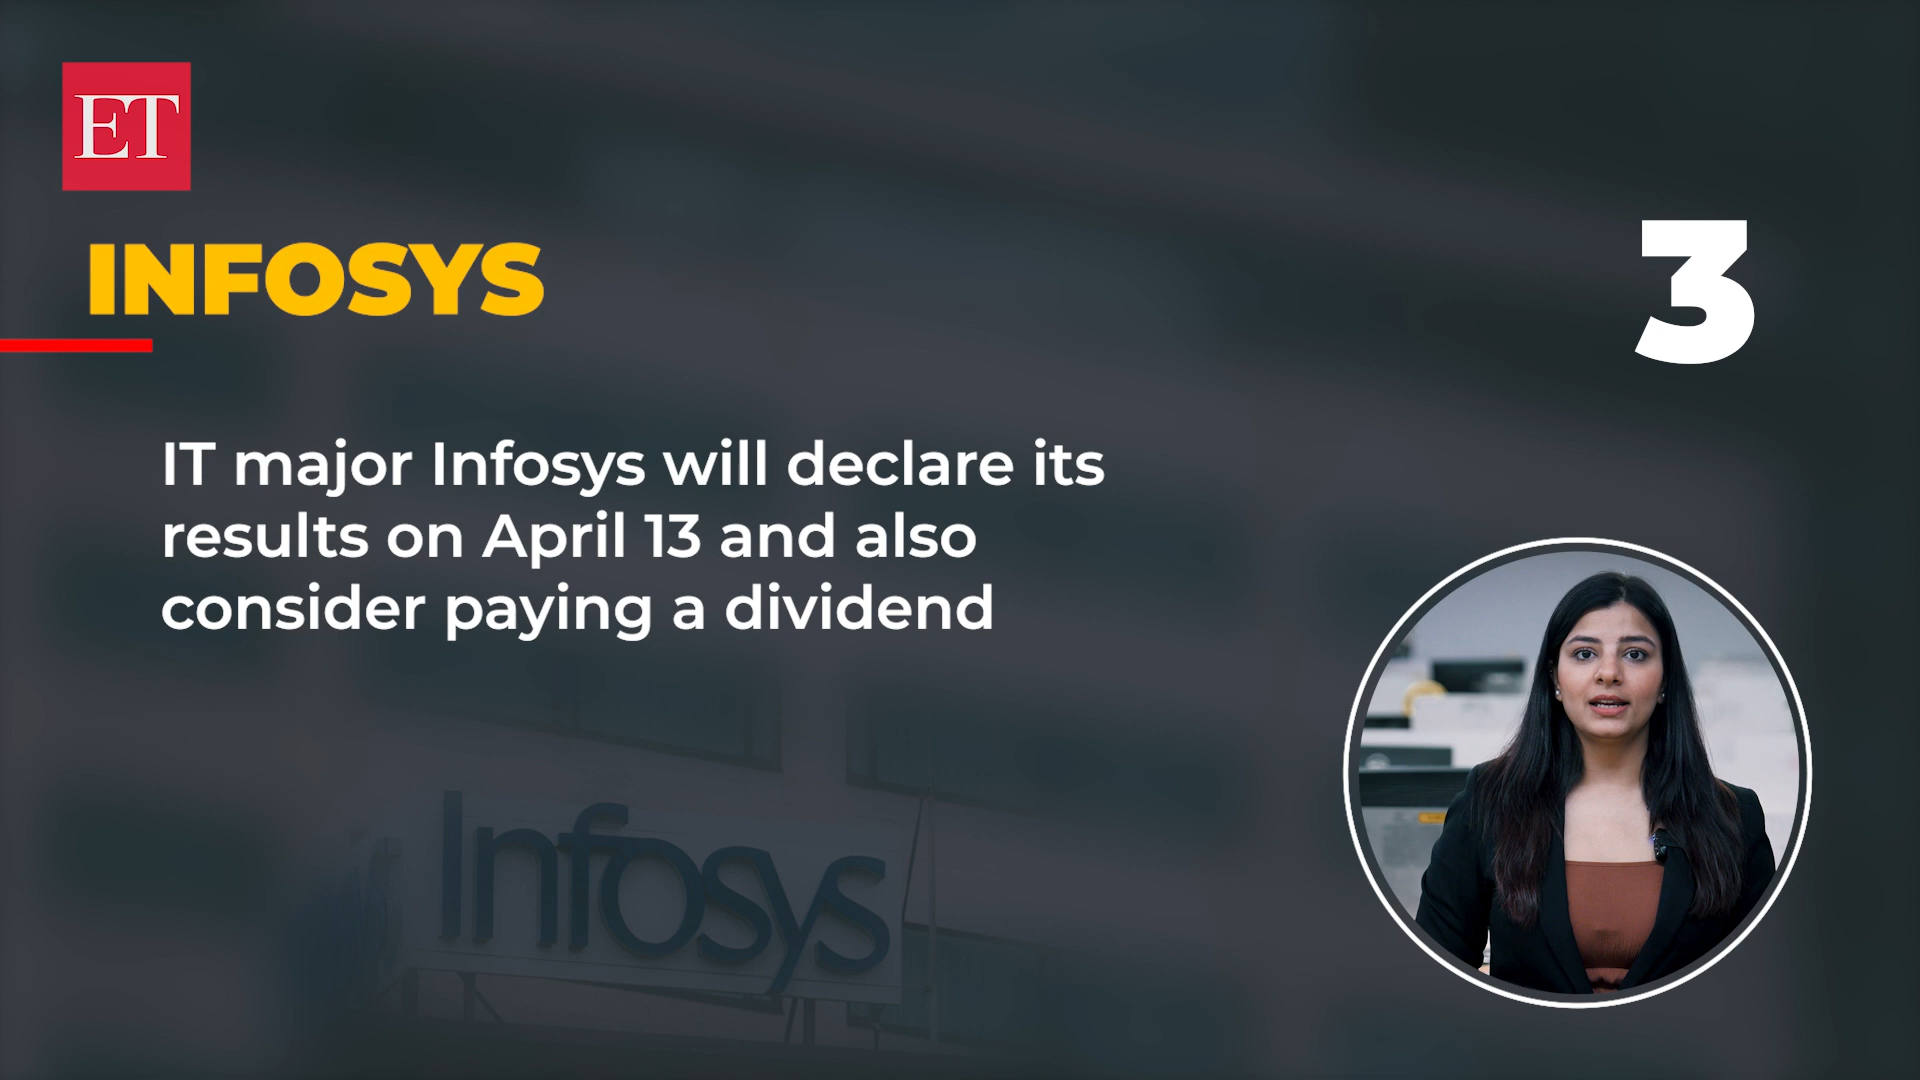 ET
INFOSYS
3
IT major Infosys will declare its
results on April 13 and also
consider paying a dividend
Infosys